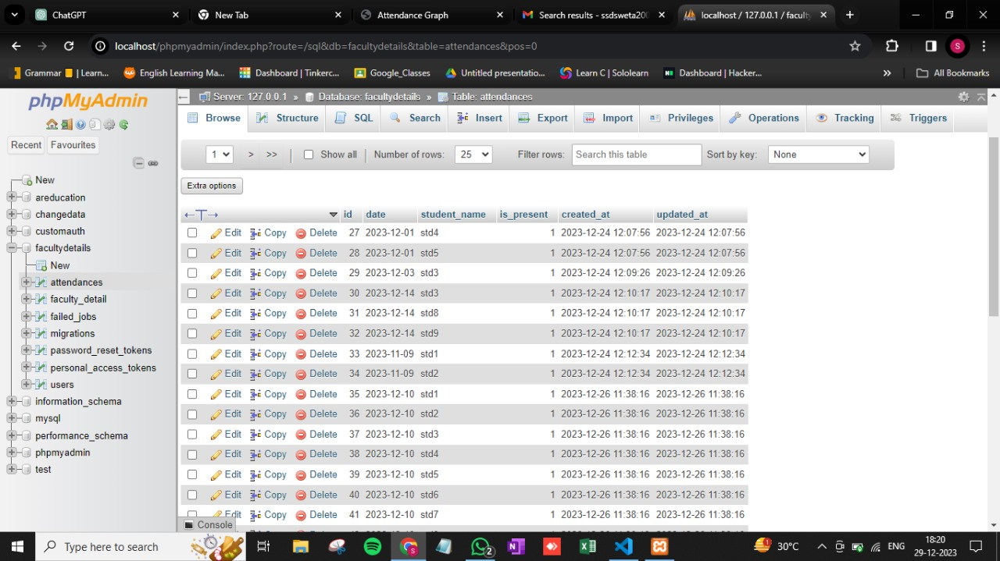 ChatGPT New Tab Attendance Graph Search results - ssdsweta200 localhost / 127.0.0.1 / faculty
localhost/phpmyadmin/index.php?route=/sql&db=facultydetails&table=attendances&pos=0 S
Grammar | Learn... English Learning Ma... Dashboard | Tinkerc... Google_Classes Untitled presentatio... Learn C | Sololearn Dashboard | Hacker... » All Bookmarks
phpMyAdmin
Recent Favourites
New
areducation
changedata
customauth
facultydetails
New
attendances
faculty_detail
failed_jobs
migrations
password_reset_tokens
personal_access_tokens
users
information_schema
mysql
performance_schema
phpmyadmin
test
Server: 127.0.0.1 » Database: facultydetails » Table: attendances
Browse Structure SQL Search Insert Export Import Privileges Operations Tracking Triggers
1 > >> | Show all | Number of rows: 25 Filter rows: Search this table Sort by key: None
Extra options
←T→ id date student_name is_present created_at updated_at
Edit Copy Delete 27 2023-12-01 std4 1 2023-12-24 12:07:56 2023-12-24 12:07:56
Edit Copy Delete 28 2023-12-01 std5 1 2023-12-24 12:07:56 2023-12-24 12:07:56
Edit Copy Delete 29 2023-12-03 std3 1 2023-12-24 12:09:26 2023-12-24 12:09:26
Edit Copy Delete 30 2023-12-14 std3 1 2023-12-24 12:10:17 2023-12-24 12:10:17
Edit Copy Delete 31 2023-12-14 std8 1 2023-12-24 12:10:17 2023-12-24 12:10:17
Edit Copy Delete 32 2023-12-14 std9 1 2023-12-24 12:10:17 2023-12-24 12:10:17
Edit Copy Delete 33 2023-11-09 std1 1 2023-12-24 12:12:34 2023-12-24 12:12:34
Edit Copy Delete 34 2023-11-09 std2 1 2023-12-24 12:12:34 2023-12-24 12:12:34
Edit Copy Delete 35 2023-12-10 std1 1 2023-12-26 11:38:16 2023-12-26 11:38:16
Edit Copy Delete 36 2023-12-10 std2 1 2023-12-26 11:38:16 2023-12-26 11:38:16
Edit Copy Delete 37 2023-12-10 std3 1 2023-12-26 11:38:16 2023-12-26 11:38:16
Edit Copy Delete 38 2023-12-10 std4 1 2023-12-26 11:38:16 2023-12-26 11:38:16
Edit Copy Delete 39 2023-12-10 std5 1 2023-12-26 11:38:16 2023-12-26 11:38:16
Edit Copy Delete 40 2023-12-10 std6 1 2023-12-26 11:38:16 2023-12-26 11:38:16
Edit Copy Delete 41 2023-12-10 std7 1 2023-12-26 11:38:16 2023-12-26 11:38:16
Console
Type here to search 2 1 30°C ENG 18:20
29-12-2023